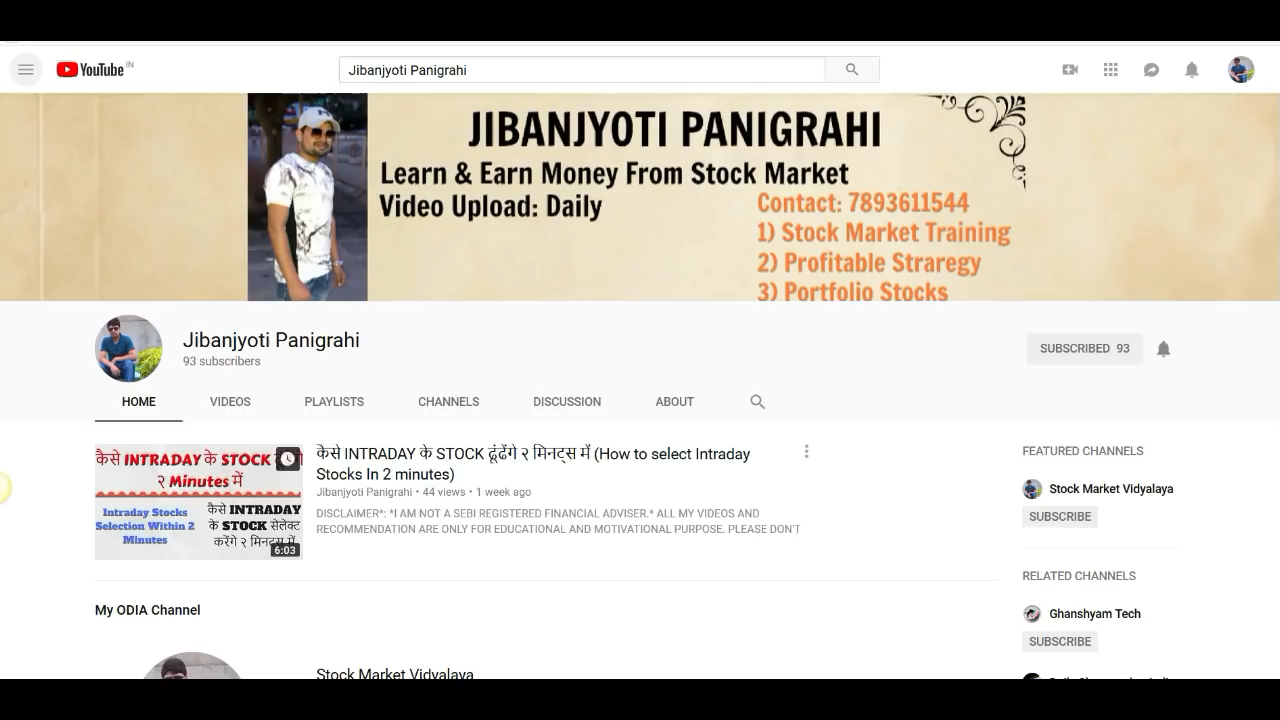 YouTube IN
Jibanjyoti Panigrahi
JIBANJYOTI PANIGRAHI
Learn & Earn Money From Stock Market
Video Upload: Daily
Contact: 7893611544
1) Stock Market Training
2) Profitable Straregy
3) Portfolio Stocks
Jibanjyoti Panigrahi
93 subscribers
SUBSCRIBED 93
HOME VIDEOS PLAYLISTS CHANNELS DISCUSSION ABOUT
कैसे INTRADAY के STOCK
२ Minutes में
Intraday Stocks
Selection Within 2
Minutes
कैसे INTRADAY
के STOCK सेलेक्ट
करेंगे २ मिनट्स में
6:03
कैसे INTRADAY के STOCK ढूंढेंगे २ मिनट्स में (How to select Intraday
Stocks In 2 minutes)
Jibanjyoti Panigrahi • 44 views • 1 week ago
DISCLAIMER*: *I AM NOT A SEBI REGISTERED FINANCIAL ADVISER.* ALL MY VIDEOS AND
RECOMMENDATION ARE ONLY FOR EDUCATIONAL AND MOTIVATIONAL PURPOSE. PLEASE DON'T
My ODIA Channel
Stock Market Vidyalaya
FEATURED CHANNELS
Stock Market Vidyalaya
SUBSCRIBE
RELATED CHANNELS
Ghanshyam Tech
SUBSCRIBE